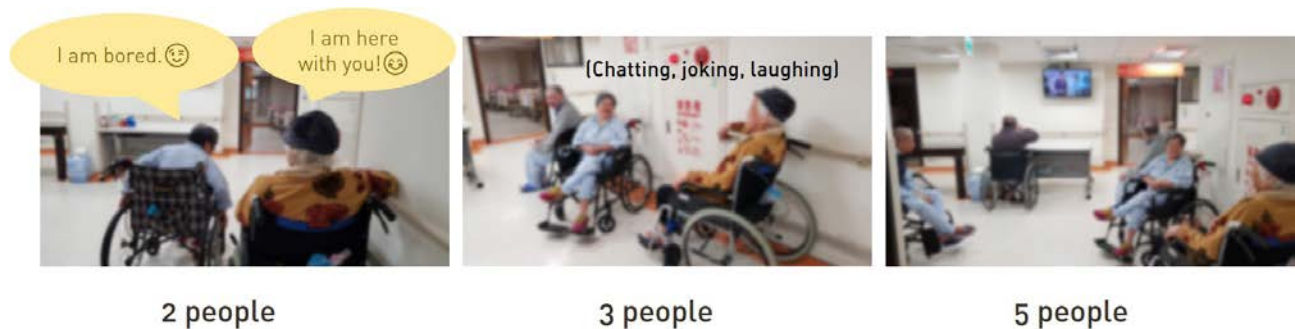 I am bored.😉
I am here
with you!😊
(Chatting, joking, laughing)
2 people
3 people
5 people